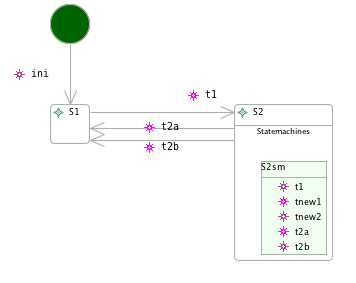 ini
t1
S1
S2
t2a
Statemachines
t2b
S2sm
t1
tnew1
tnew2
t2a
t2b